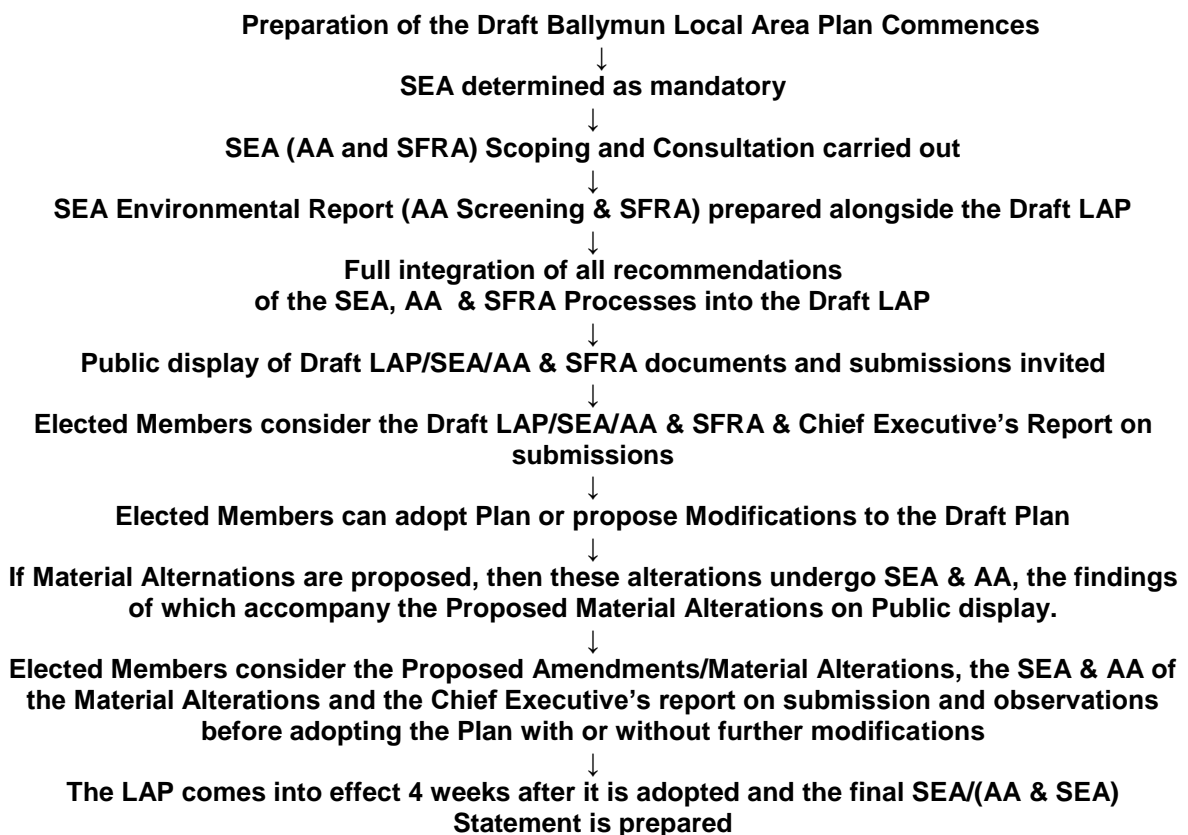 Preparation of the Draft Ballymun Local Area Plan Commences
↓
SEA determined as mandatory
↓
SEA (AA and SFRA) Scoping and Consultation carried out
↓
SEA Environmental Report (AA Screening & SFRA) prepared alongside the Draft LAP
↓
Full integration of all recommendations
of the SEA, AA & SFRA Processes into the Draft LAP
↓
Public display of Draft LAP/SEA/AA & SFRA documents and submissions invited
↓
Elected Members consider the Draft LAP/SEA/AA & SFRA & Chief Executive's Report on
submissions
↓
Elected Members can adopt Plan or propose Modifications to the Draft Plan
↓
If Material Alternations are proposed, then these alterations undergo SEA & AA, the findings
of which accompany the Proposed Material Alterations on Public display.
↓
Elected Members consider the Proposed Amendments/Material Alterations, the SEA & AA of
the Material Alterations and the Chief Executive's report on submission and observations
before adopting the Plan with or without further modifications
↓
The LAP comes into effect 4 weeks after it is adopted and the final SEA/(AA & SEA)
Statement is prepared